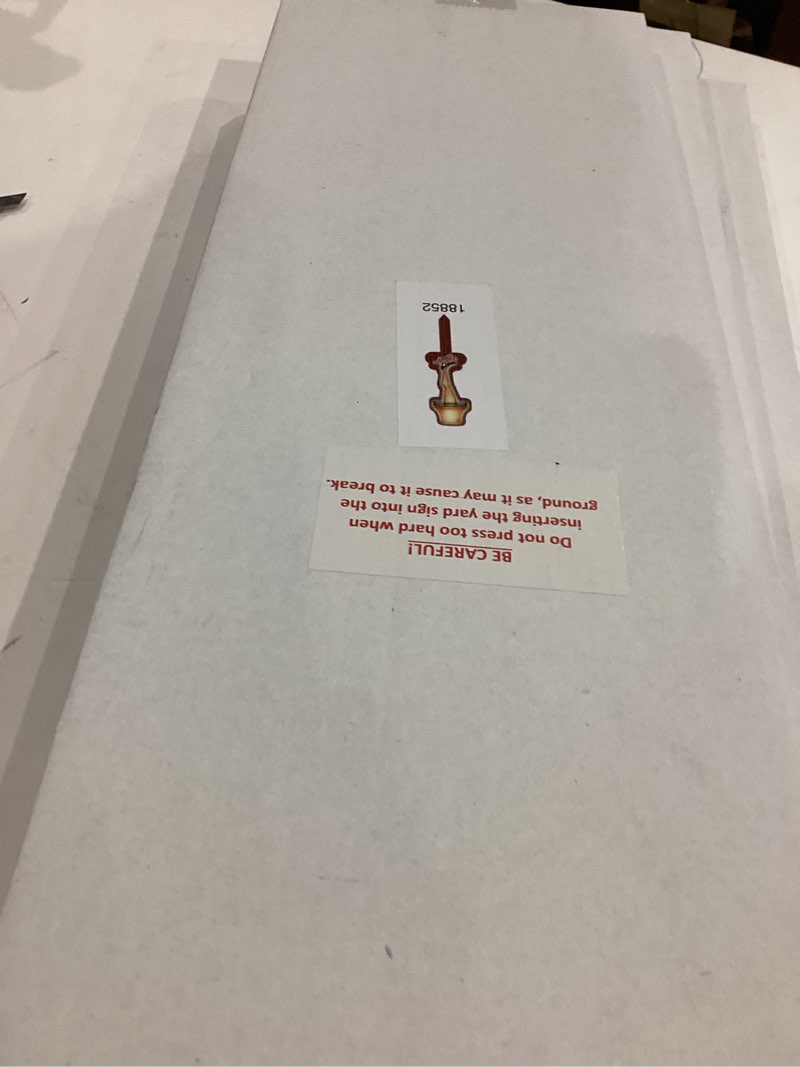 BE CAREFUL!
Do not press too hard when
inserting the yard sign into the
ground, as it may cause it to break.
18852